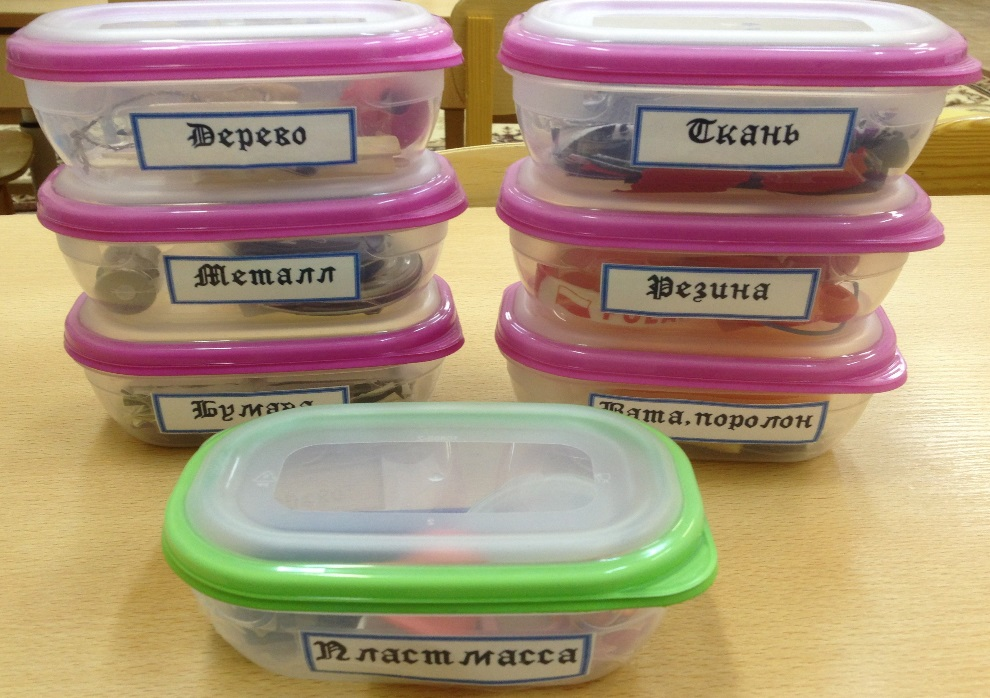 Дерево
Ткань
Металл
Резина
Бумага
Вата, поролон
Пластмасса